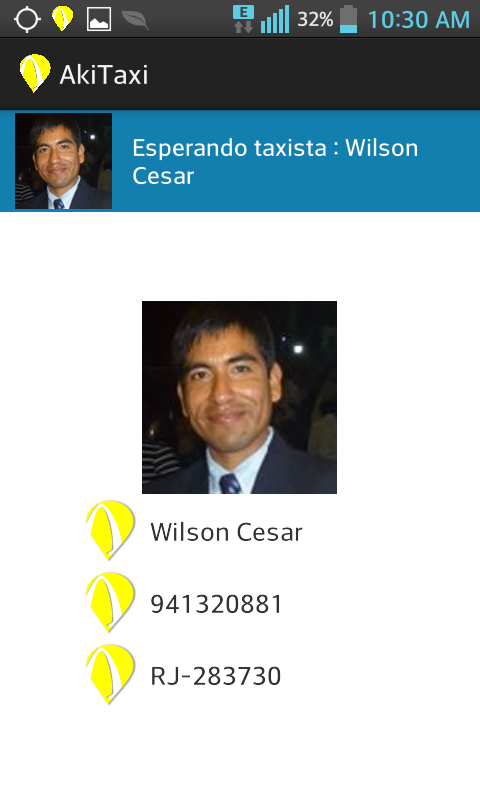 E
32%
10:30 AM
AkiTaxi
Esperando taxista : Wilson
Cesar
Wilson Cesar
941320881
RJ-283730